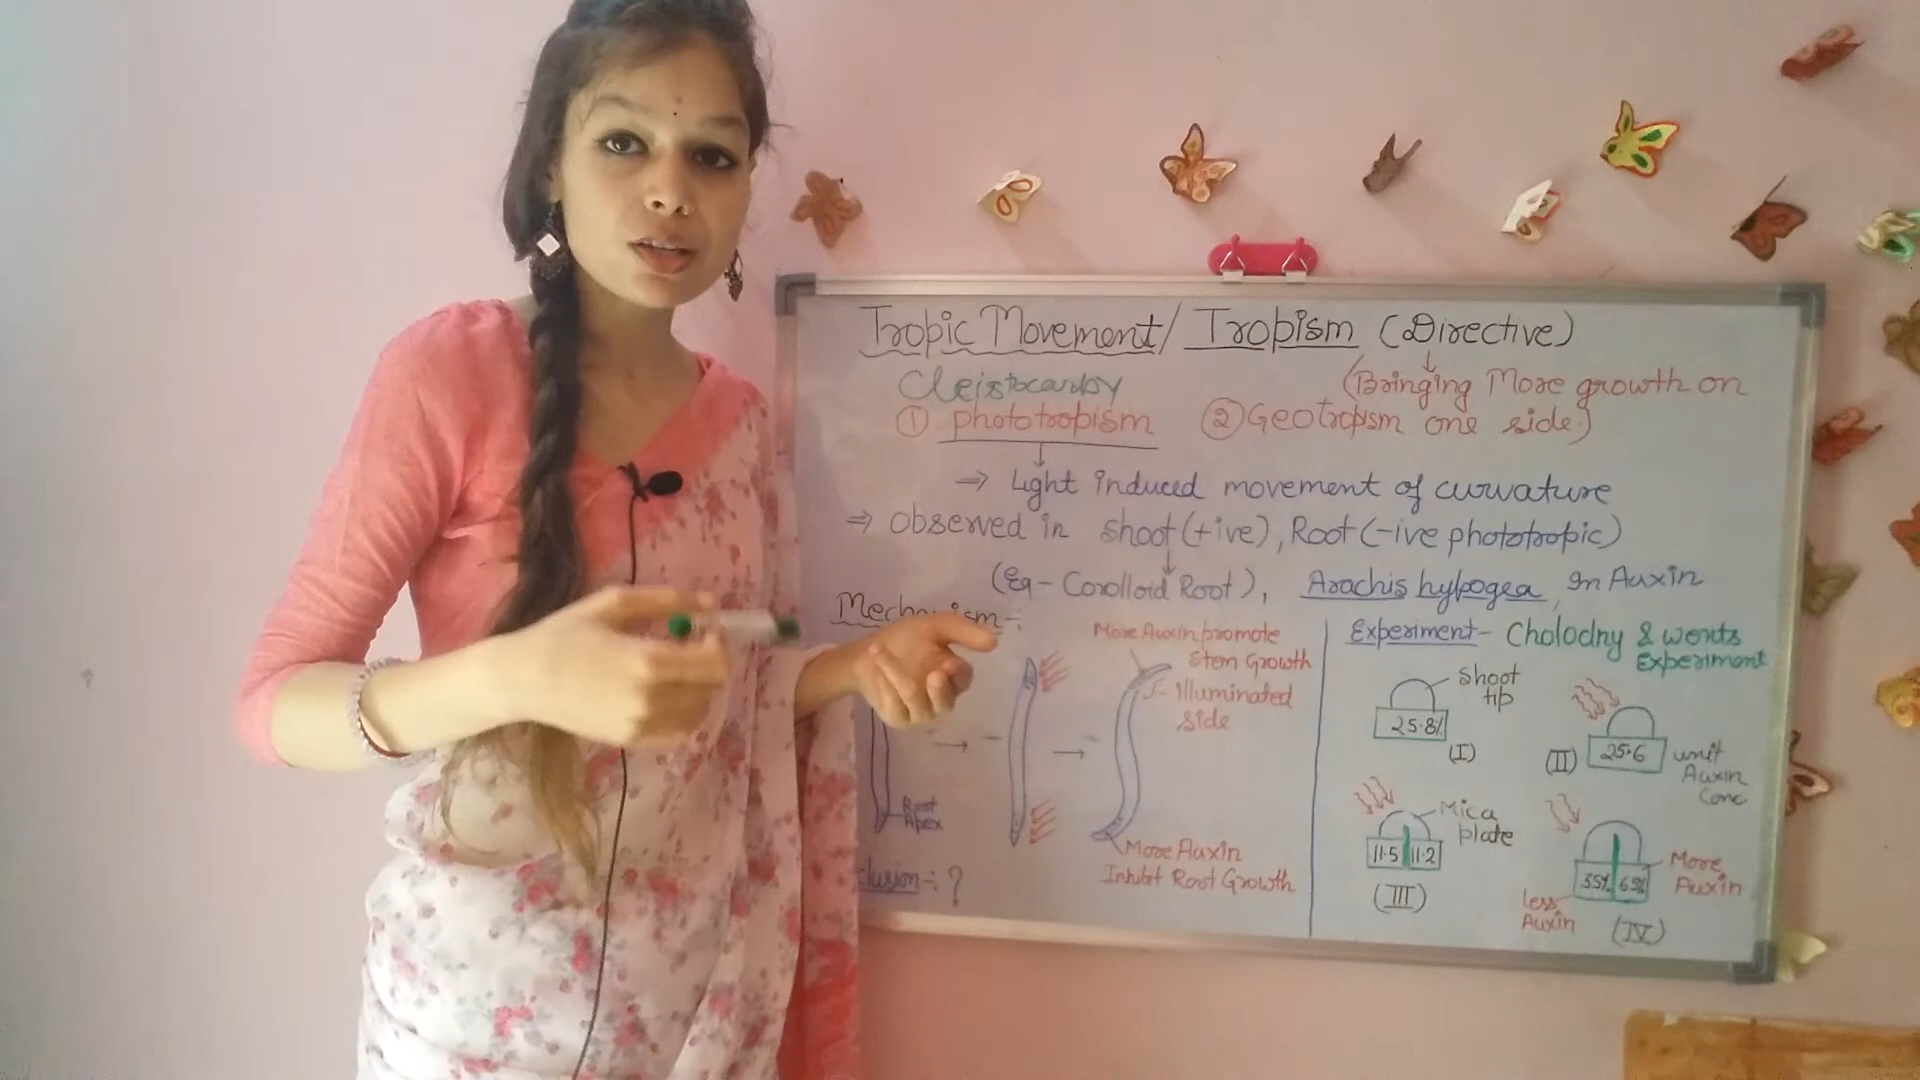 Tropic Movement/ Tropism (Directive)
(Bringing More growth on
one side)
Cleistocarby
① phototropism ② Geotropism
⇒ Light induced movement of curvature
⇒ Observed in shoot (+ive), Root (-ive phototropic)
(Eg - Corolloid Root), Arachis hypogea, In Auxin
Mechanism -:
More Auxin promote
Stem Growth
Illuminated
side
Root
Apex
More Auxin
Inhibit Root Growth
clusion -: ?
Experiment - Cholodny & wents
Experiment
Shoot
tip
25.8%
(I)
25.6
(II)
unit
Auxin
Conc
Mica
plate
11.5 11.2
(III)
35% 65%
More
Auxin
less
Auxin
(IV)